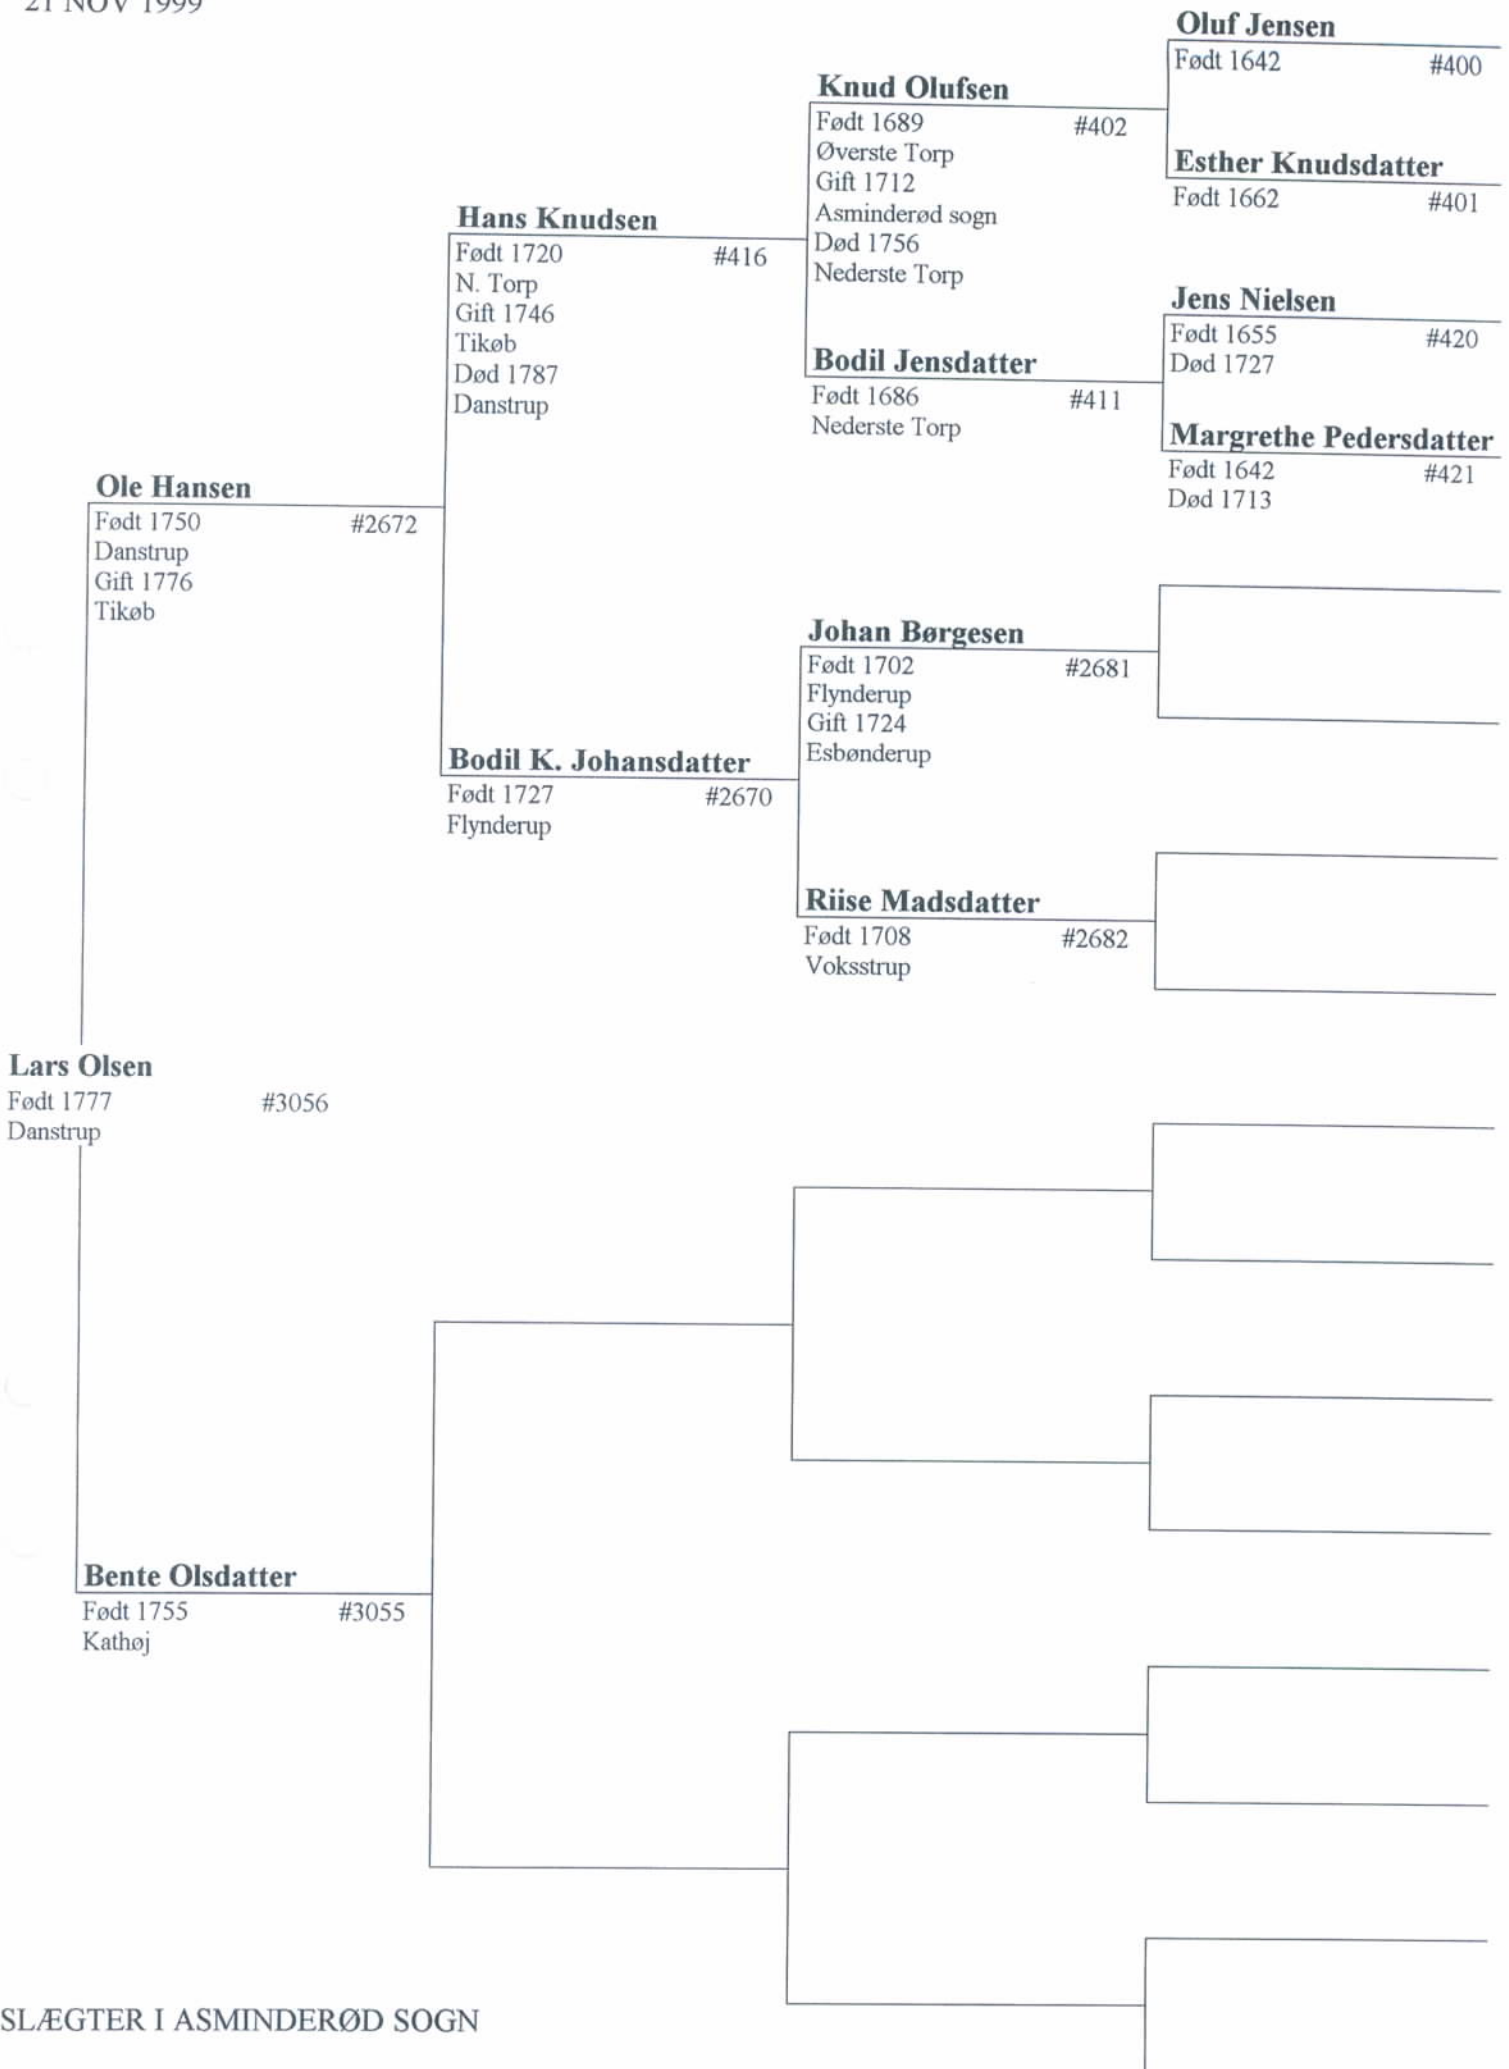 21 NOV 1999
Oluf Jensen
Født 1642 #400
Knud Olufsen
Født 1689 #402
Øverste Torp
Gift 1712
Asminderød sogn
Død 1756
Nederste Torp
Esther Knudsdatter
Født 1662 #401
Hans Knudsen
Født 1720 #416
N. Torp
Gift 1746
Tikøb
Død 1787
Danstrup
Jens Nielsen
Født 1655 #420
Død 1727
Bodil Jensdatter
Født 1686 #411
Nederste Torp
Margrethe Pedersdatter
Født 1642 #421
Død 1713
Ole Hansen
Født 1750 #2672
Danstrup
Gift 1776
Tikøb
Johan Børgesen
Født 1702 #2681
Flynderup
Gift 1724
Esbønderup
Bodil K. Johansdatter
Født 1727 #2670
Flynderup
Riise Madsdatter
Født 1708 #2682
Voksstrup
Lars Olsen
Født 1777 #3056
Danstrup
Bente Olsdatter
Født 1755 #3055
Kathøj
SLÆGTER I ASMINDERØD SOGN